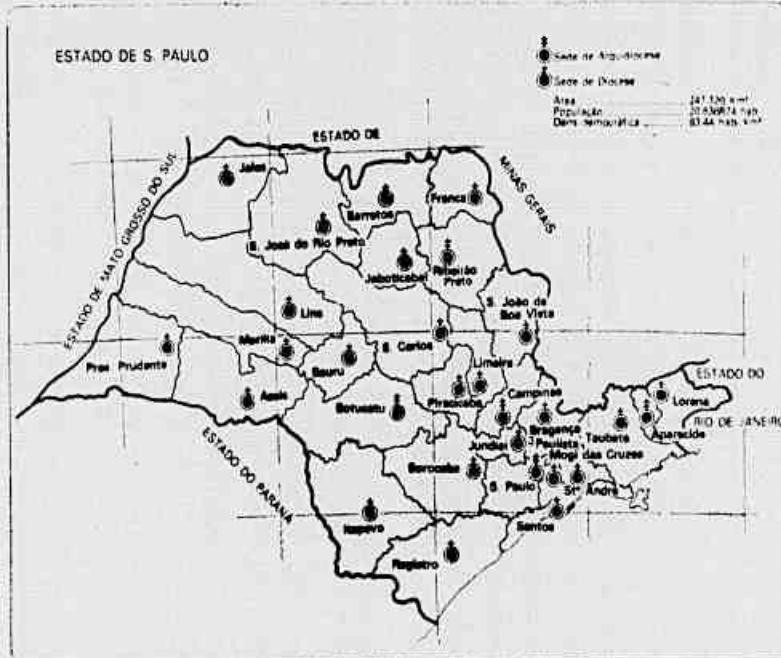 ESTADO DE S. PAULO
Sede de Arquidiocese
Sede de Diocese
Área
População
ESTADO DE
MINAS GERAIS
ESTADO DE MATO GROSSO DO SUL
Jales
Barretos
Franca
S. José do Rio Preto
Jaboticabal
Ribeirão
Preto
S. João da
Boa Vista
Lins
Marília
S. Carlos
Pres. Prudente
Bauru
Limeira
Piracicaba
Campinas
ESTADO DO
RIO DE JANEIRO
Lorena
Aparecida
Assis
Botucatu
Bragança
Paulista
Taubaté
Jundiaí
Mogi das Cruzes
ESTADO DO PARANÁ
Sorocaba
S. Paulo
Stº André
Santos
Itapeva
Registro